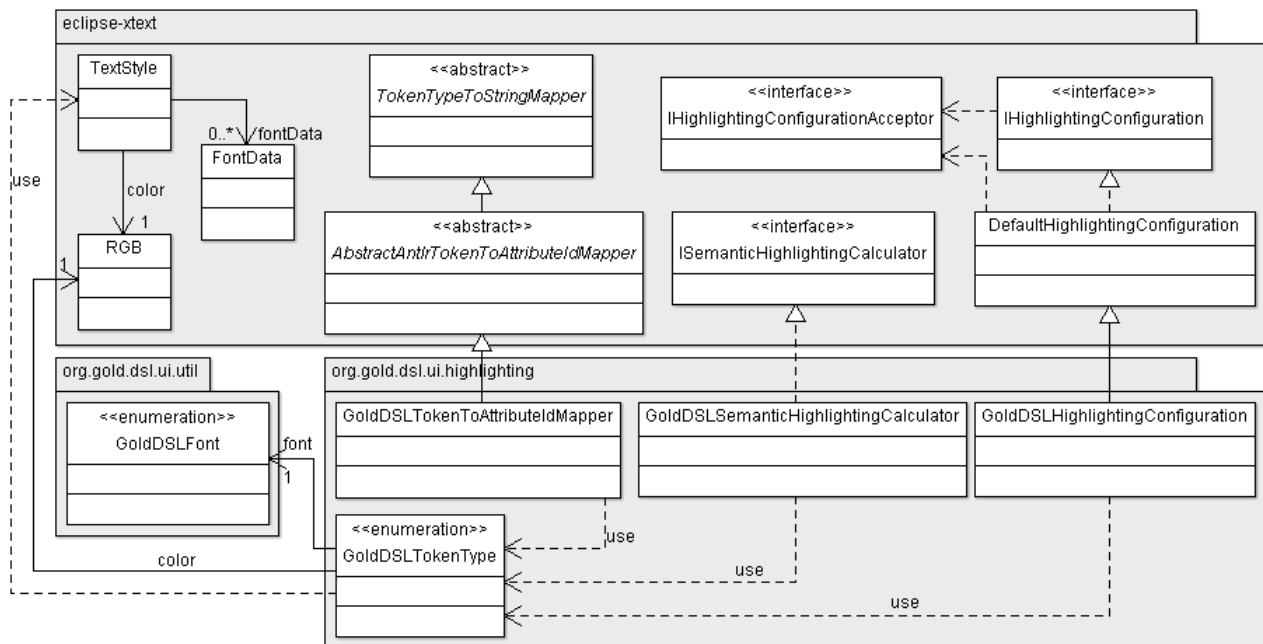 eclipse-xtext
TextStyle
<<abstract>>
TokenTypeToStringMapper
<<interface>>
IHighlightingConfigurationAcceptor
<<interface>>
IHighlightingConfiguration
0..*
fontData
FontData
use
color
1
RGB
1
<<abstract>>
AbstractAntlrTokenToAttributeIdMapper
<<interface>>
ISemanticHighlightingCalculator
DefaultHighlightingConfiguration
org.gold.dsl.ui.util
<<enumeration>>
GoldDSLFont
org.gold.dsl.ui.highlighting
GoldDSLTokenToAttributeIdMapper
GoldDSLSemanticHighlightingCalculator
GoldDSLHighlightingConfiguration
font
1
<<enumeration>>
GoldDSLTokenType
color
use
use
use